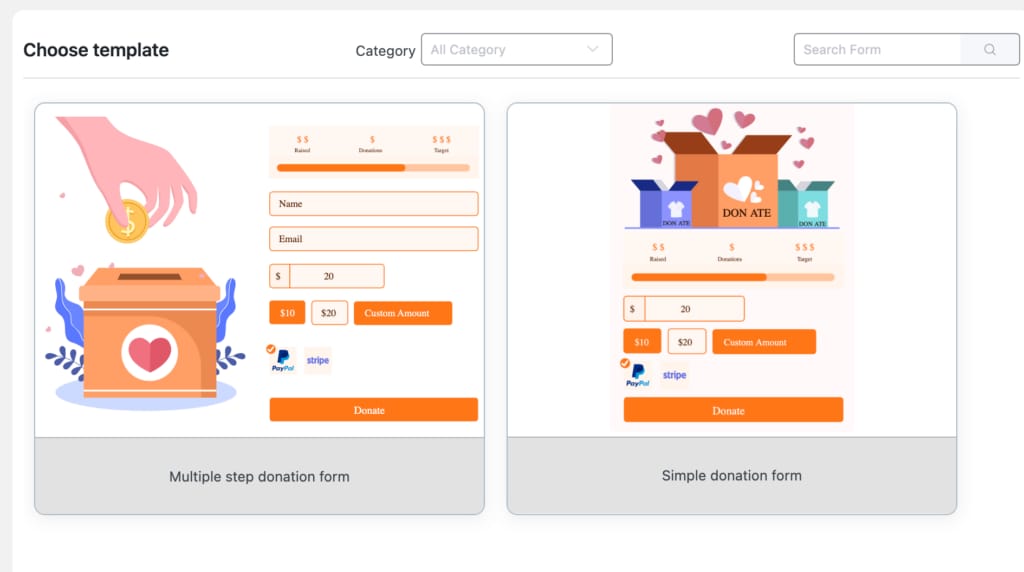 Choose template
Category
All Category
Search Form
$ $
$
$ $ $
Raised
Donations
Target
Name
Email
$
20
$10
$20
Custom Amount
PayPal
stripe
Donate
Multiple step donation form
DON ATE
DON ATE
DON ATE
$ $
$
$ $ $
Raised
Donations
Target
$
20
$10
$20
Custom Amount
PayPal
stripe
Donate
Simple donation form